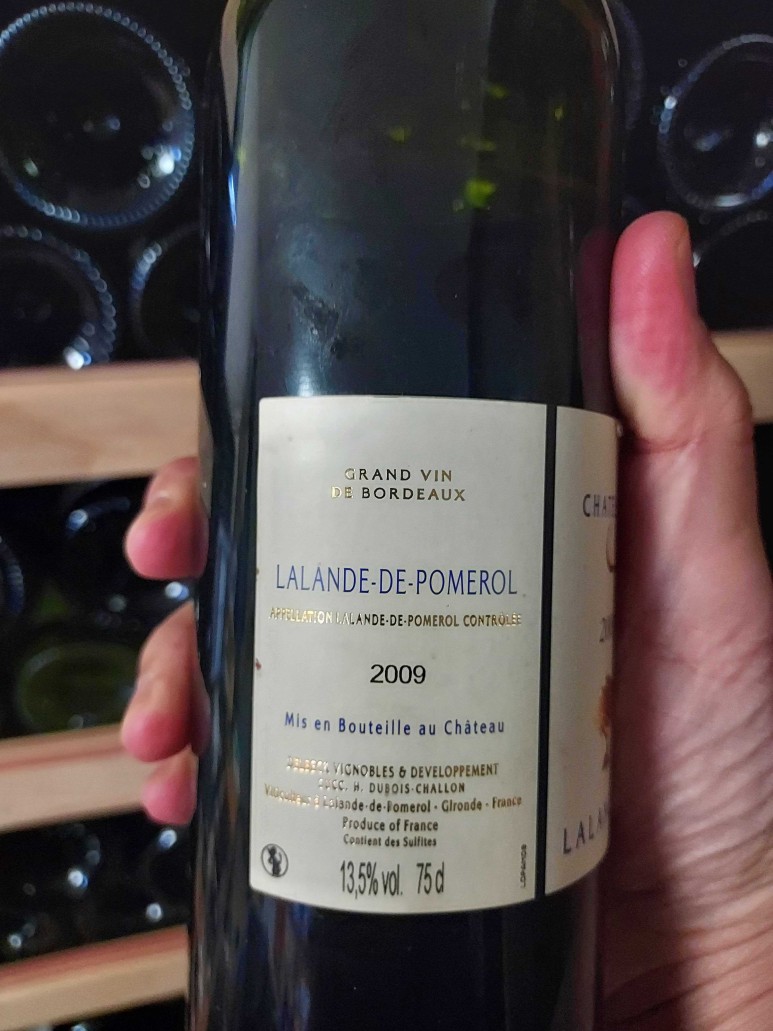 GRAND VIN
DE BORDEAUX
LALANDE-DE-POMEROL
APPELLATION LALANDE-DE-POMEROL CONTRÔLÉE
2009
Mis en Bouteille au Château
VIGNOBLES & DEVELOPPEMENT
SUCC. H. DUBOIS-CHALLON
Lalande-de-Pomerol - Gironde - France
Produce of France
Contient des Sulfites
13,5% vol. 75 cl